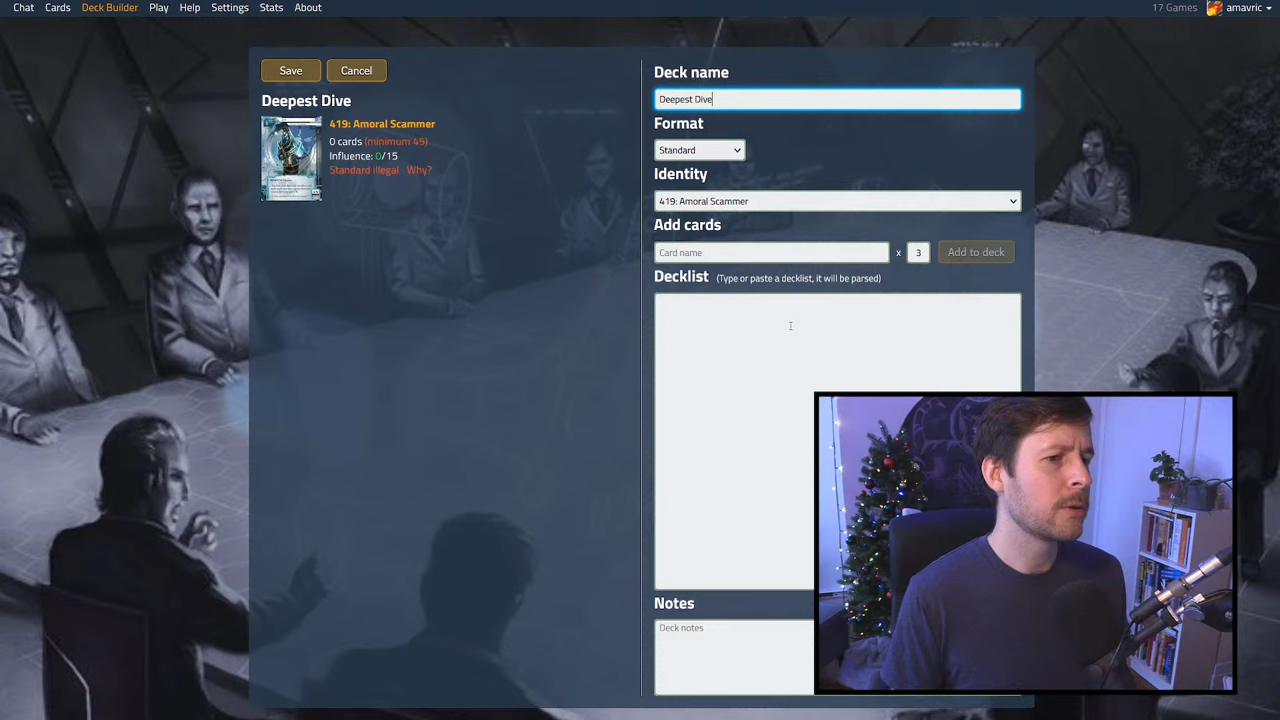 Chat Cards Deck Builder Play Help Settings Stats About
17 Games amavric
Save Cancel
Deepest Dive
419: Amoral Scammer
0 cards (minimum 45)
Influence: 0/15
Standard illegal Why?
Deck name
Deepest Dive
Format
Standard
Identity
419: Amoral Scammer
Add cards
Card name x 3 Add to deck
Decklist (Type or paste a decklist, it will be parsed)
Notes
Deck notes